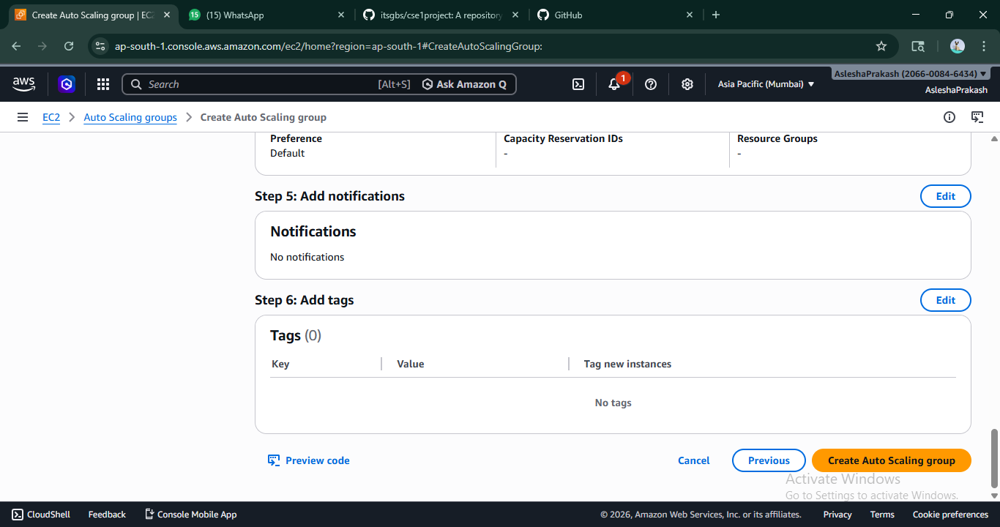 Create Auto Scaling group | EC2
15 (15) WhatsApp
itsgbs/cse1project: A repository
GitHub
ap-south-1.console.aws.amazon.com/ec2/home?region=ap-south-1#CreateAutoScalingGroup:
aws
Search [Alt+S] Ask Amazon Q
1
Asia Pacific (Mumbai)
AsleshaPrakash (2066-0084-6434)
AsleshaPrakash
EC2 Auto Scaling groups Create Auto Scaling group
Preference Capacity Reservation IDs Resource Groups
Default - -
Step 5: Add notifications Edit
Notifications
No notifications
Step 6: Add tags Edit
Tags (0)
Key Value Tag new instances
No tags
Preview code Cancel Previous Create Auto Scaling group
Activate Windows
Go to Settings to activate Windows.
CloudShell Feedback Console Mobile App © 2026, Amazon Web Services, Inc. or its affiliates. Privacy Terms Cookie preferences